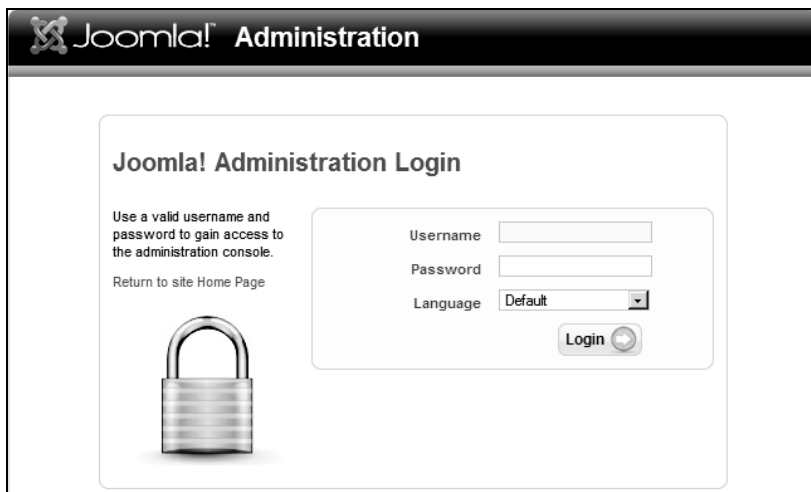 Joomla!™ Administration
Joomla! Administration Login
Use a valid username and
password to gain access to
the administration console.
Return to site Home Page
Username
Password
Language Default
Login